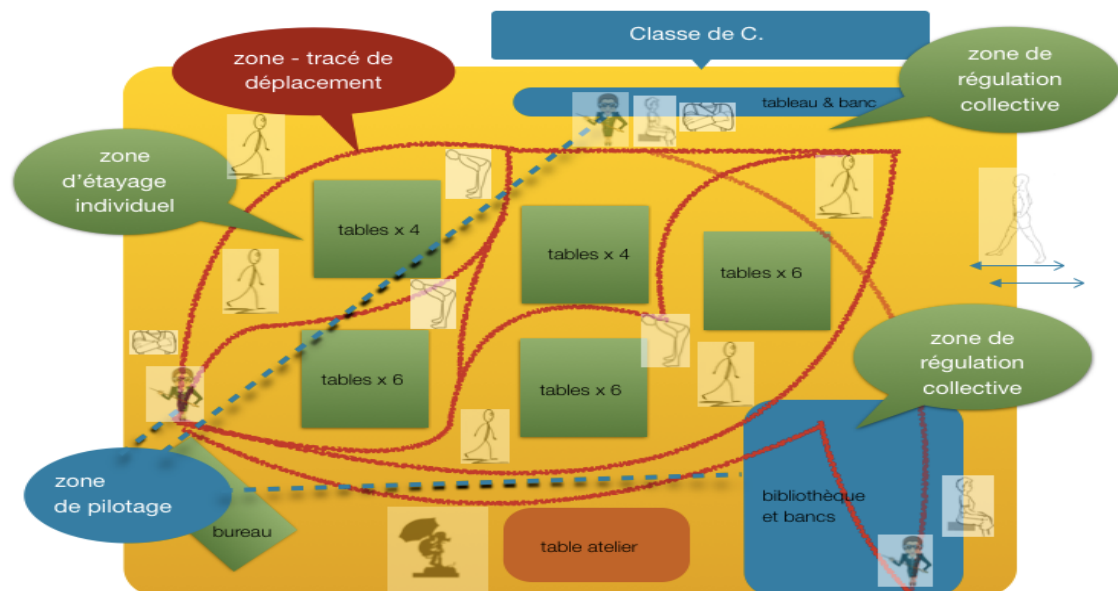 Classe de C.
zone - tracé de
déplacement
zone de
régulation
collective
tableau & banc
zone
d'étayage
individuel
tables x 4
tables x 4
tables x 6
tables x 6
tables x 6
zone de
régulation
collective
zone
de pilotage
bureau
bibliothèque
et bancs
table atelier